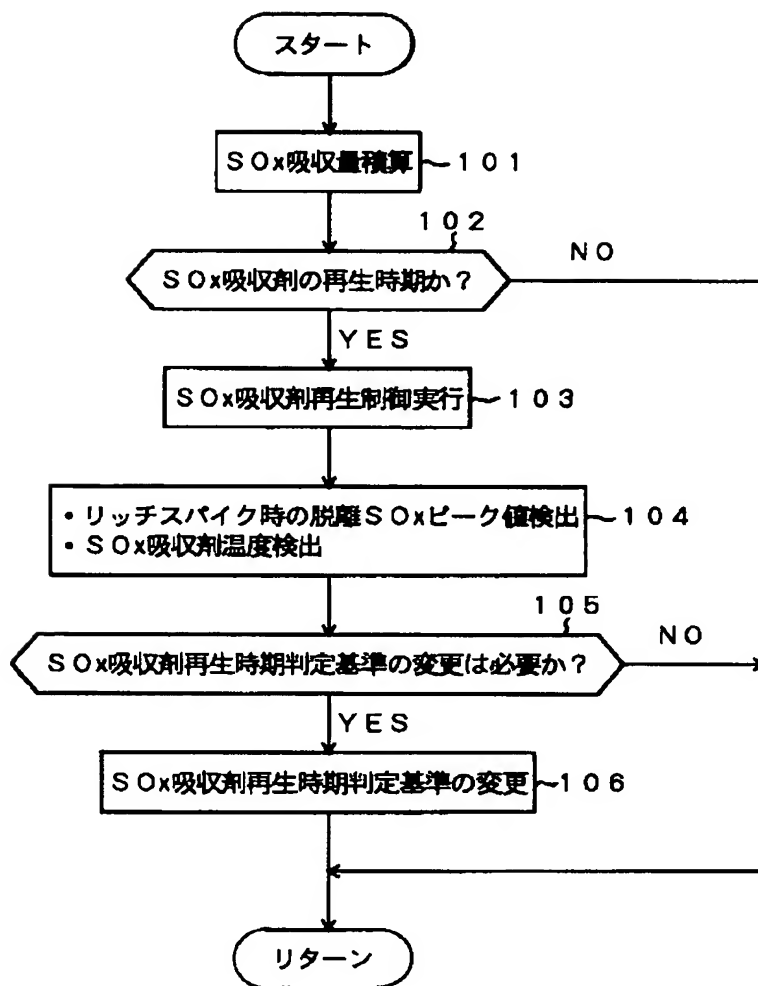 スタート
SOx吸収量積算
101
102
SOx吸収剤の再生時期か?
NO
YES
SOx吸収剤再生制御実行
103
・リッチスパイク時の脱離SOxピーク値検出
・SOx吸収剤温度検出
104
105
SOx吸収剤再生時期判定基準の変更は必要か?
NO
YES
SOx吸収剤再生時期判定基準の変更
106
リターン